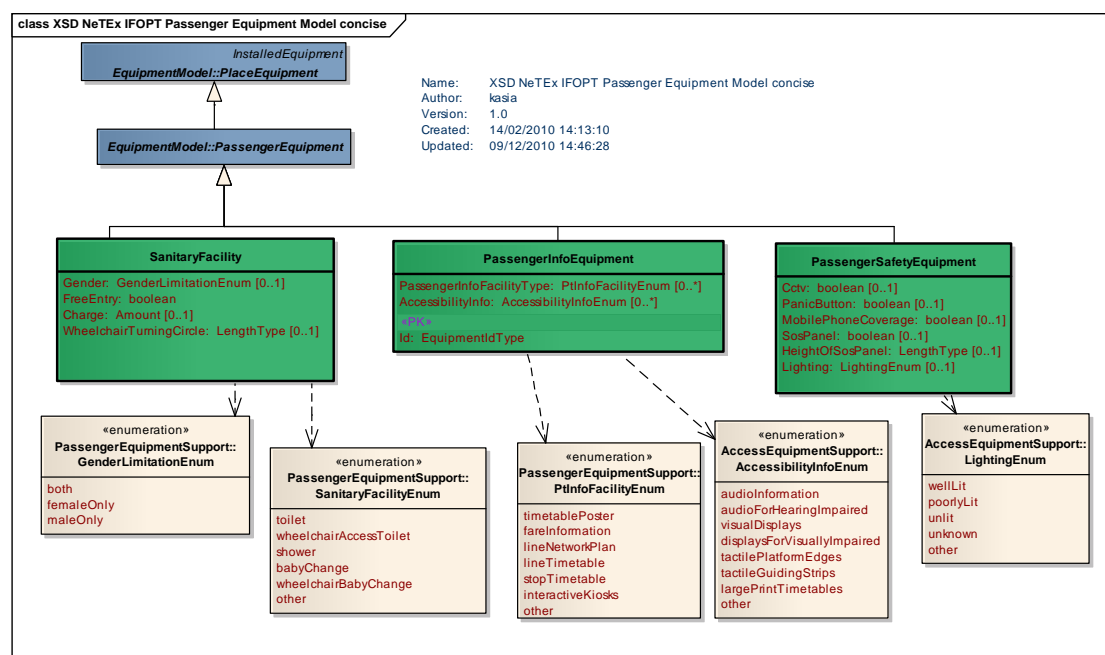 class XSD NeTEx IFOPT Passenger Equipment Model concise
InstalledEquipment
EquipmentModel::PlaceEquipment
Name: XSD NeTEx IFOPT Passenger Equipment Model concise
Author: kasia
Version: 1.0
Created: 14/02/2010 14:13:10
Updated: 09/12/2010 14:46:28
EquipmentModel::PassengerEquipment
SanitaryFacility
Gender: GenderLimitationEnum [0..1]
FreeEntry: boolean
Charge: Amount [0..1]
WheelchairTurningCircle: LengthType [0..1]
PassengerInfoEquipment
PassengerInfoFacilityType: PtInfoFacilityEnum [0..*]
AccessibilityInfo: AccessibilityInfoEnum [0..*]
«PK»
Id: EquipmentIdType
PassengerSafetyEquipment
Cctv: boolean [0..1]
PanicButton: boolean [0..1]
MobilePhoneCoverage: boolean [0..1]
SosPanel: boolean [0..1]
HeightOfSosPanel: LengthType [0..1]
Lighting: LightingEnum [0..1]
«enumeration»
PassengerEquipmentSupport::
GenderLimitationEnum
both
femaleOnly
maleOnly
«enumeration»
PassengerEquipmentSupport::
SanitaryFacilityEnum
toilet
wheelchairAccessToilet
shower
babyChange
wheelchairBabyChange
other
«enumeration»
PassengerEquipmentSupport::
PtInfoFacilityEnum
timetablePoster
fareInformation
lineNetworkPlan
lineTimetable
stopTimetable
interactiveKiosks
other
«enumeration»
AccessEquipmentSupport::
AccessibilityInfoEnum
audioInformation
audioForHearingImpaired
visualDisplays
displaysForVisuallyImpaired
tactilePlatformEdges
tactileGuidingStrips
largePrintTimetables
other
«enumeration»
AccessEquipmentSupport::
LightingEnum
wellLit
poorlyLit
unlit
unknown
other